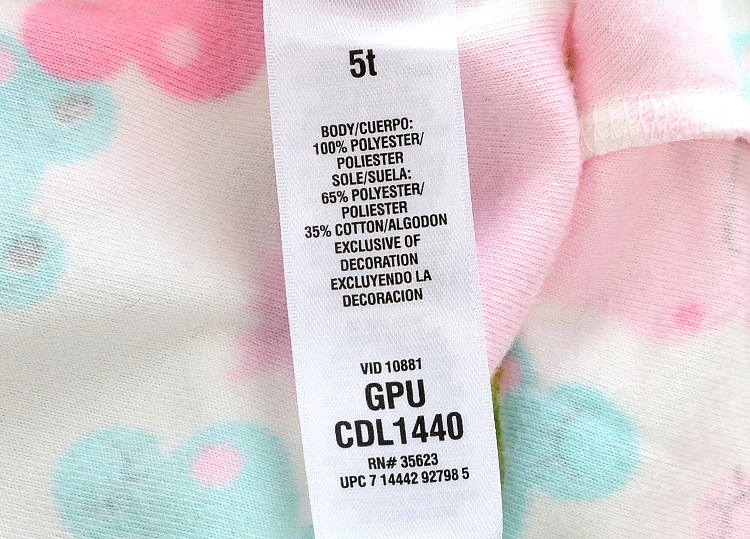 5t
BODY/CUERPO:
100% POLYESTER/
POLIESTER
SOLE/SUELA:
65% POLYESTER/
POLIESTER
35% COTTON/ALGODON
EXCLUSIVE OF
DECORATION
EXCLUYENDO LA
DECORACION
VID 10881
GPU
CDL1440
RN# 35623
UPC 7 14442 92798 5